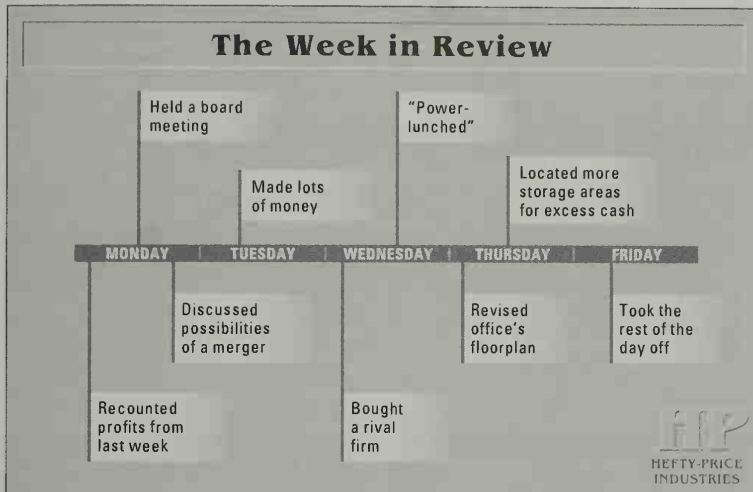 The Week in Review
Held a board
meeting
"Power-
lunched"
Made lots
of money
Located more
storage areas
for excess cash
MONDAY
TUESDAY
WEDNESDAY
THURSDAY
FRIDAY
Discussed
possibilities
of a merger
Revised
office's
floorplan
Took the
rest of the
day off
Recounted
profits from
last week
Bought
a rival
firm
HP
HEFTY-PRICE
INDUSTRIES